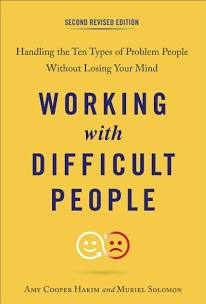 SECOND REVISED EDITION
Handling the Ten Types of Problem People
Without Losing Your Mind
WORKING
with
DIFFICULT
PEOPLE
AMY COOPER HAKIM and MURIEL SOLOMON